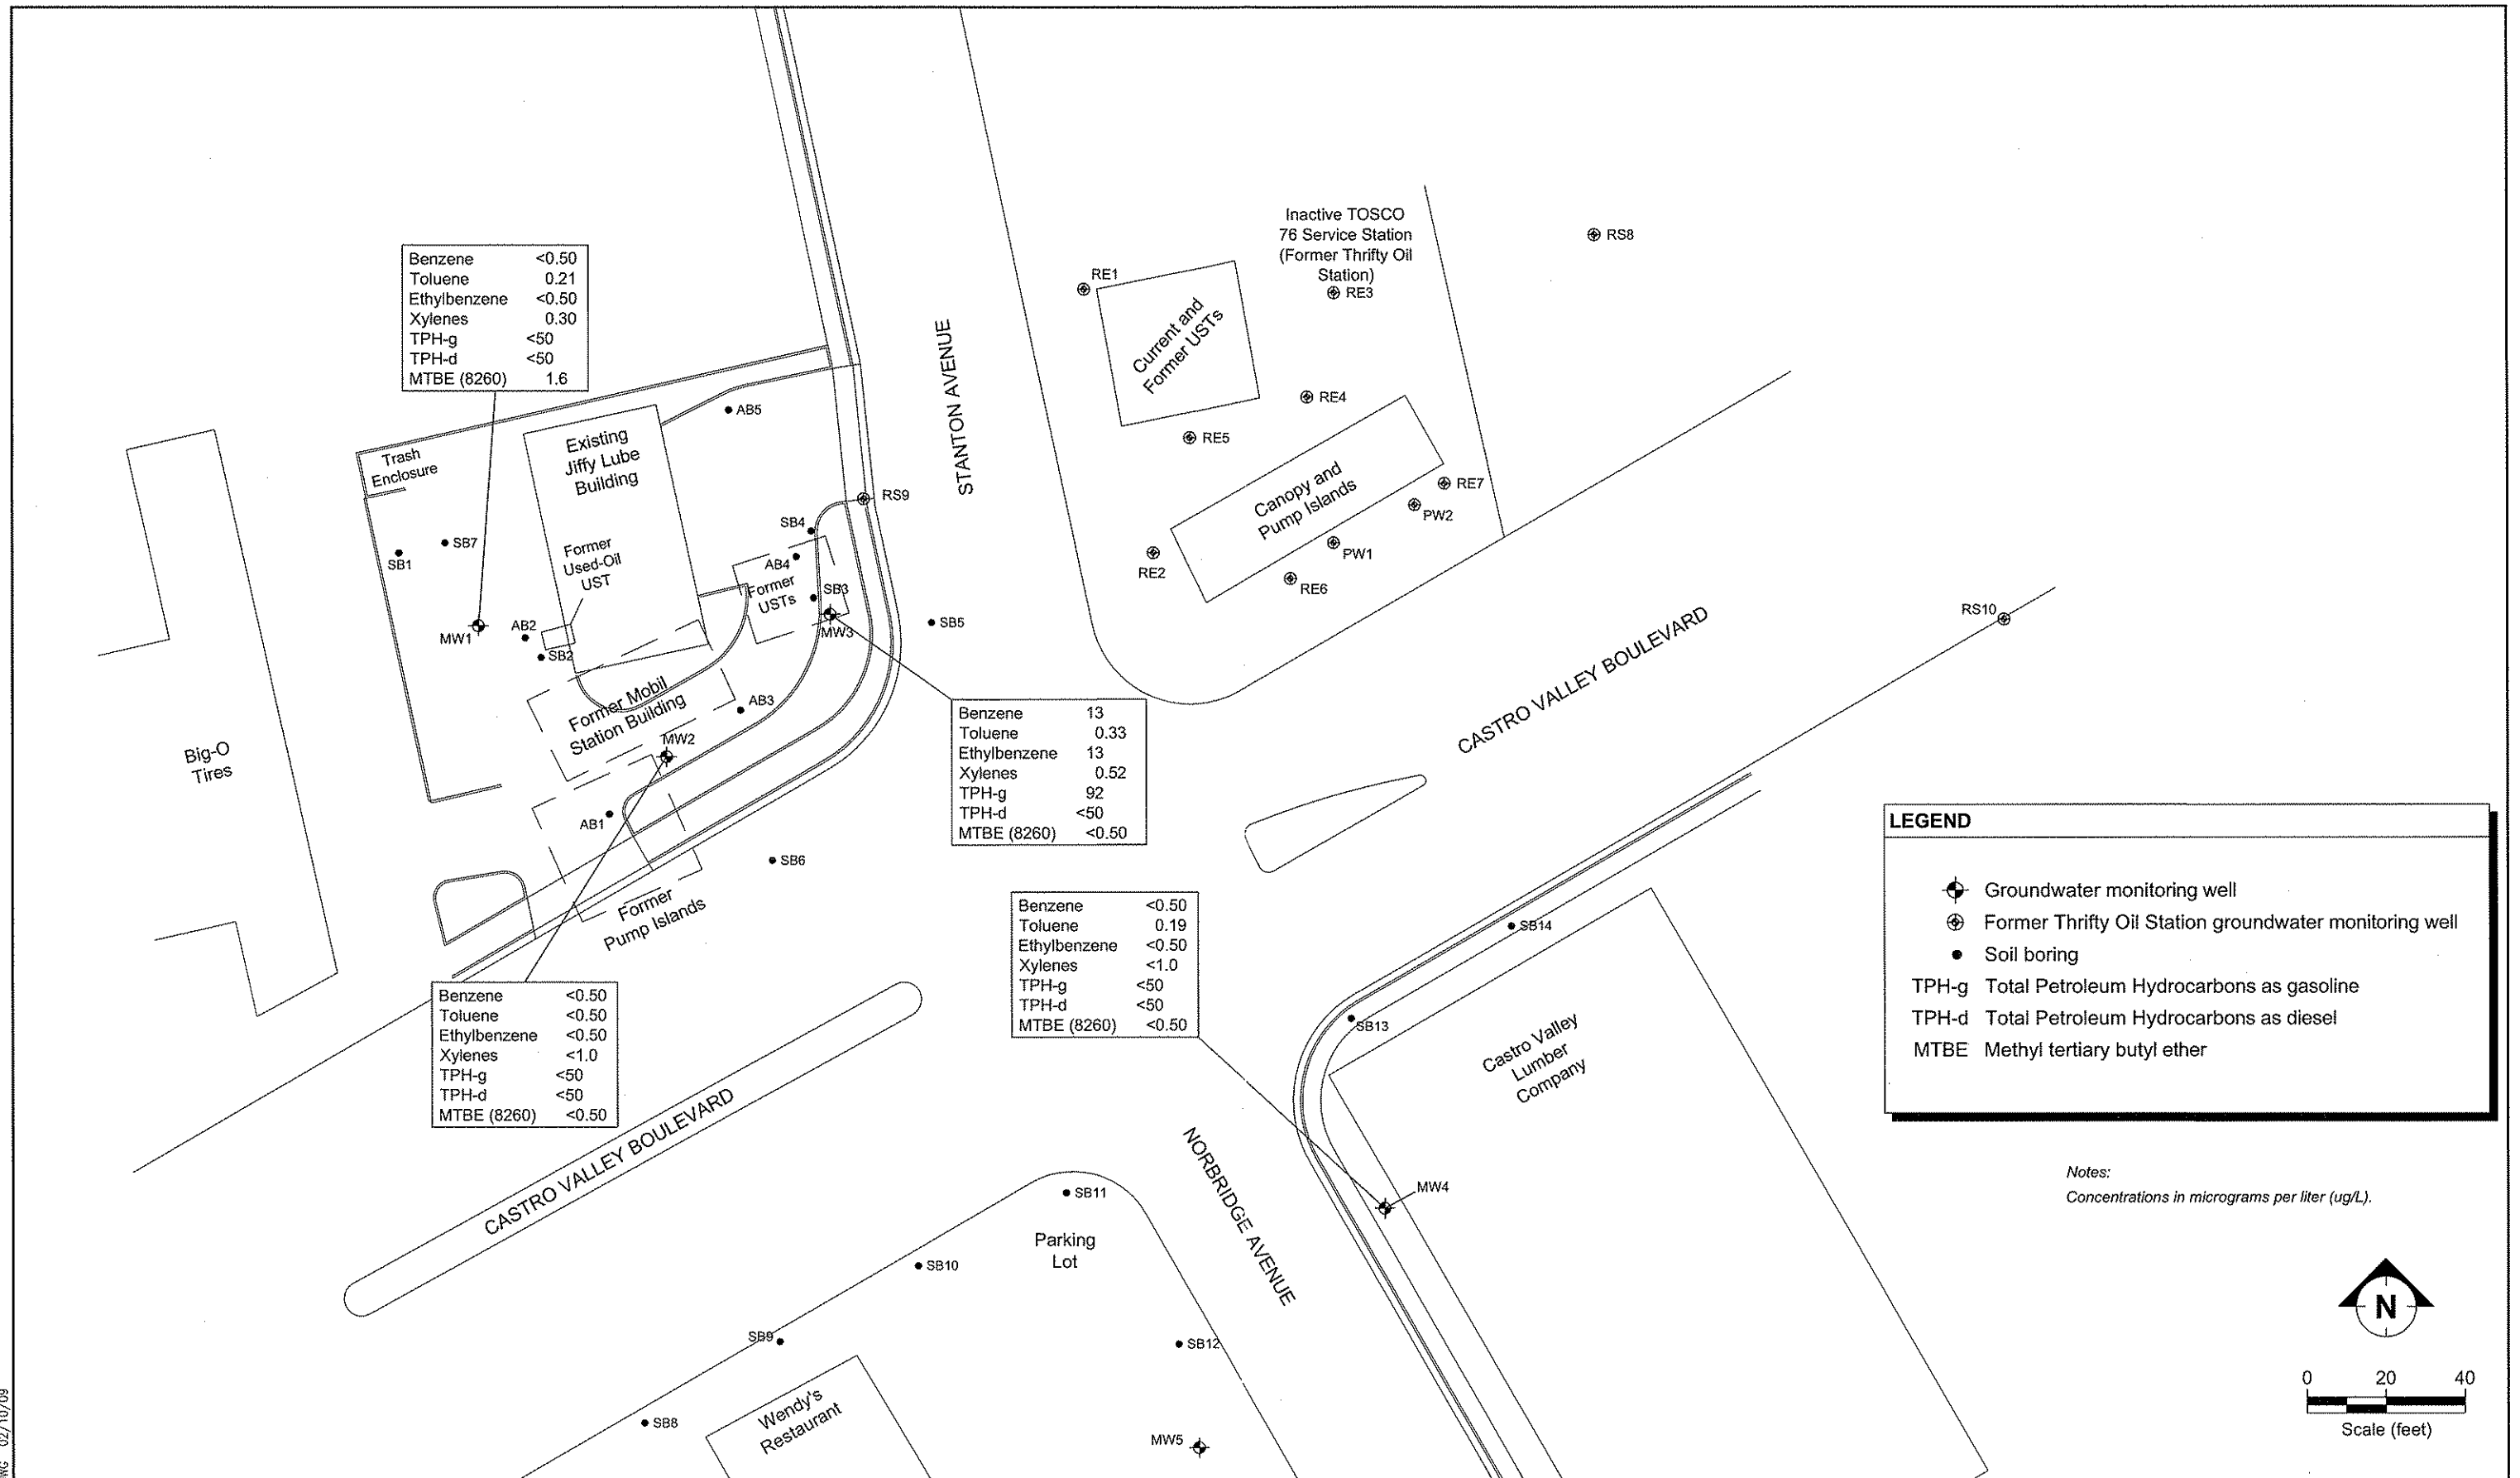 Inactive TOSCO
76 Service Station
(Former Thrifty Oil
Station)
RS8
RE1
RE3
Current and
Former USTs
RE4
RE5
Canopy and
Pump Islands
RE7
PW2
PW1
RE2
RE6
RS10
STANTON AVENUE
CASTRO VALLEY BOULEVARD
Benzene <0.50
Toluene 0.21
Ethylbenzene <0.50
Xylenes 0.30
TPH-g <50
TPH-d <50
MTBE (8260) 1.6
Trash
Enclosure
Existing
Jiffy Lube
Building
AB5
RS9
SB4
SB7
SB1
Former
Used-Oil
UST
AB4
Former
USTs
SB3
MW3
SB5
MW1
AB2
SB2
Former Mobil
Station Building
AB3
MW2
Big-O
Tires
AB1
SB6
Former
Pump Islands
Benzene 13
Toluene 0.33
Ethylbenzene 13
Xylenes 0.52
TPH-g 92
TPH-d <50
MTBE (8260) <0.50
Benzene <0.50
Toluene 0.19
Ethylbenzene <0.50
Xylenes <1.0
TPH-g <50
TPH-d <50
MTBE (8260) <0.50
Benzene <0.50
Toluene <0.50
Ethylbenzene <0.50
Xylenes <1.0
TPH-g <50
TPH-d <50
MTBE (8260) <0.50
CASTRO VALLEY BOULEVARD
SB14
SB13
Castro Valley
Lumber
Company
NORBRIDGE AVENUE
MW4
SB11
Parking
Lot
SB10
SB9
SB12
SB8
Wendy's
Restaurant
MW5
LEGEND
Groundwater monitoring well
Former Thrifty Oil Station groundwater monitoring well
Soil boring
TPH-g Total Petroleum Hydrocarbons as gasoline
TPH-d Total Petroleum Hydrocarbons as diesel
MTBE Methyl tertiary butyl ether
Notes:
Concentrations in micrograms per liter (ug/L).
N
0 20 40
Scale (feet)
02/10/09